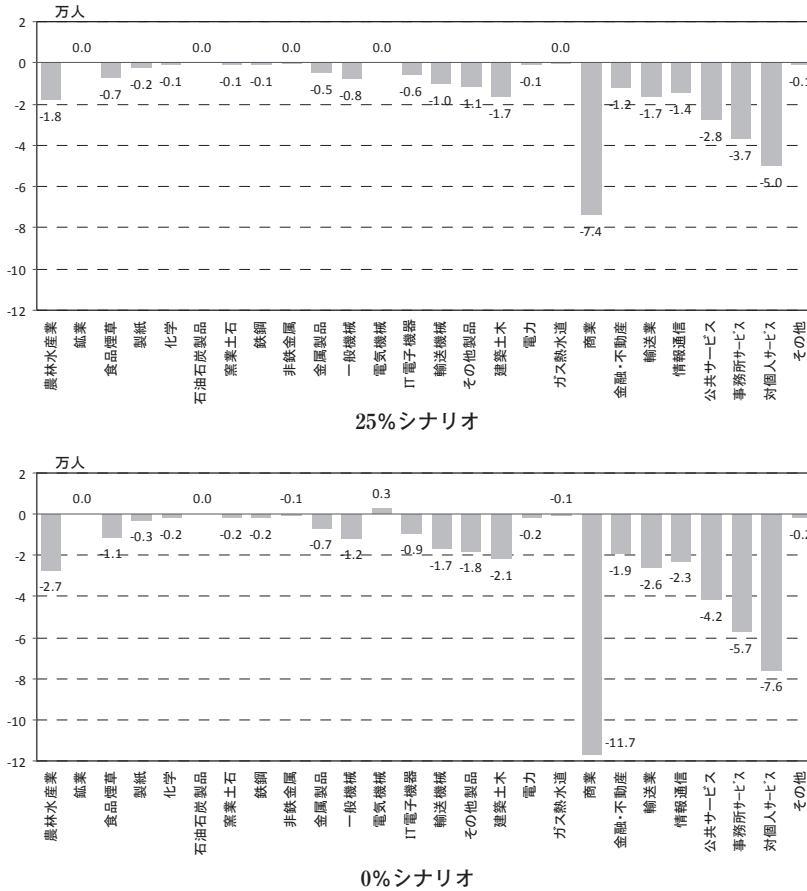 万人
2
0
-2
-4
-6
-8
-10
-12
-1.8
0.0
-0.7
-0.2
-0.1
0.0
-0.1
-0.1
0.0
-0.5
-0.8
0.0
-0.6
-1.0
-1.1
-1.7
-0.1
0.0
-7.4
-1.2
-1.7
-1.4
-2.8
-3.7
-5.0
-0.1
農林水産業
鉱業
食品煙草
製紙
化学
石油石炭製品
窯業土石
鉄鋼
非鉄金属
金属製品
一般機械
電気機械
IT電子機器
輸送機械
その他製品
建築土木
電力
ガス熱水道
商業
金融・不動産
輸送業
情報通信
公共サービス
事務所サービス
対個人サービス
その他
25%シナリオ
万人
2
0
-2
-4
-6
-8
-10
-12
-2.7
0.0
-1.1
-0.3
-0.2
0.0
-0.2
-0.2
-0.1
-0.7
-1.2
0.3
-0.9
-1.7
-1.8
-2.1
-0.2
-0.1
-11.7
-1.9
-2.6
-2.3
-4.2
-5.7
-7.6
-0.2
農林水産業
鉱業
食品煙草
製紙
化学
石油石炭製品
窯業土石
鉄鋼
非鉄金属
金属製品
一般機械
電気機械
IT電子機器
輸送機械
その他製品
建築土木
電力
ガス熱水道
商業
金融・不動産
輸送業
情報通信
公共サービス
事務所サービス
対個人サービス
その他
0%シナリオ